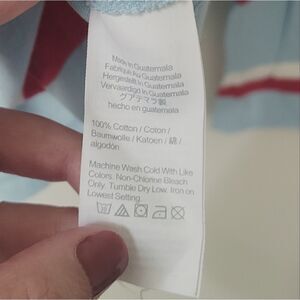 Made in Guatemala
Fabriqué Au Guatemala
Hergestellt in Guatemala
Vervaardigd in Guatemala
グアテマラ製
hecho en guatemala
100% Cotton / Coton /
Baumwolle / Katoen / 綿 /
algodón
Machine Wash Cold With Like
Colors. Non-Chlorine Bleach
Only. Tumble Dry Low. Iron on
Lowest Setting.